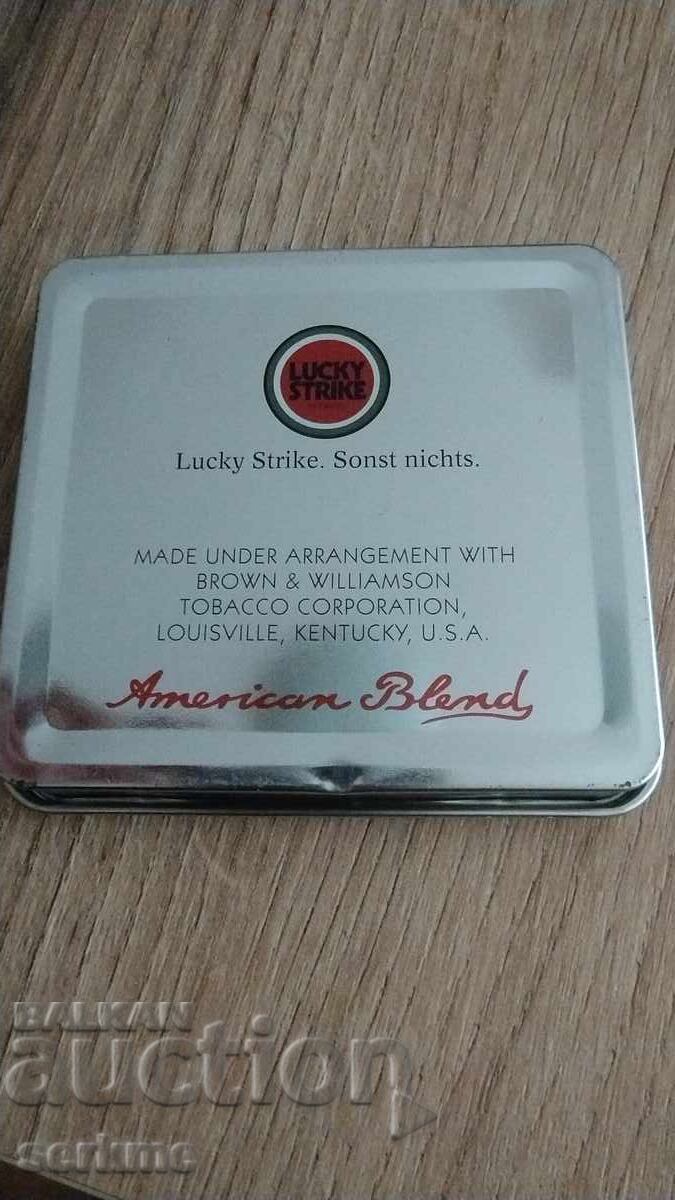 LUCKY
STRIKE
Lucky Strike. Sonst nichts.
MADE UNDER ARRANGEMENT WITH
BROWN & WILLIAMSON
TOBACCO CORPORATION,
LOUISVILLE, KENTUCKY, U.S.A.
American Blend
BALKAN
auction
serkme